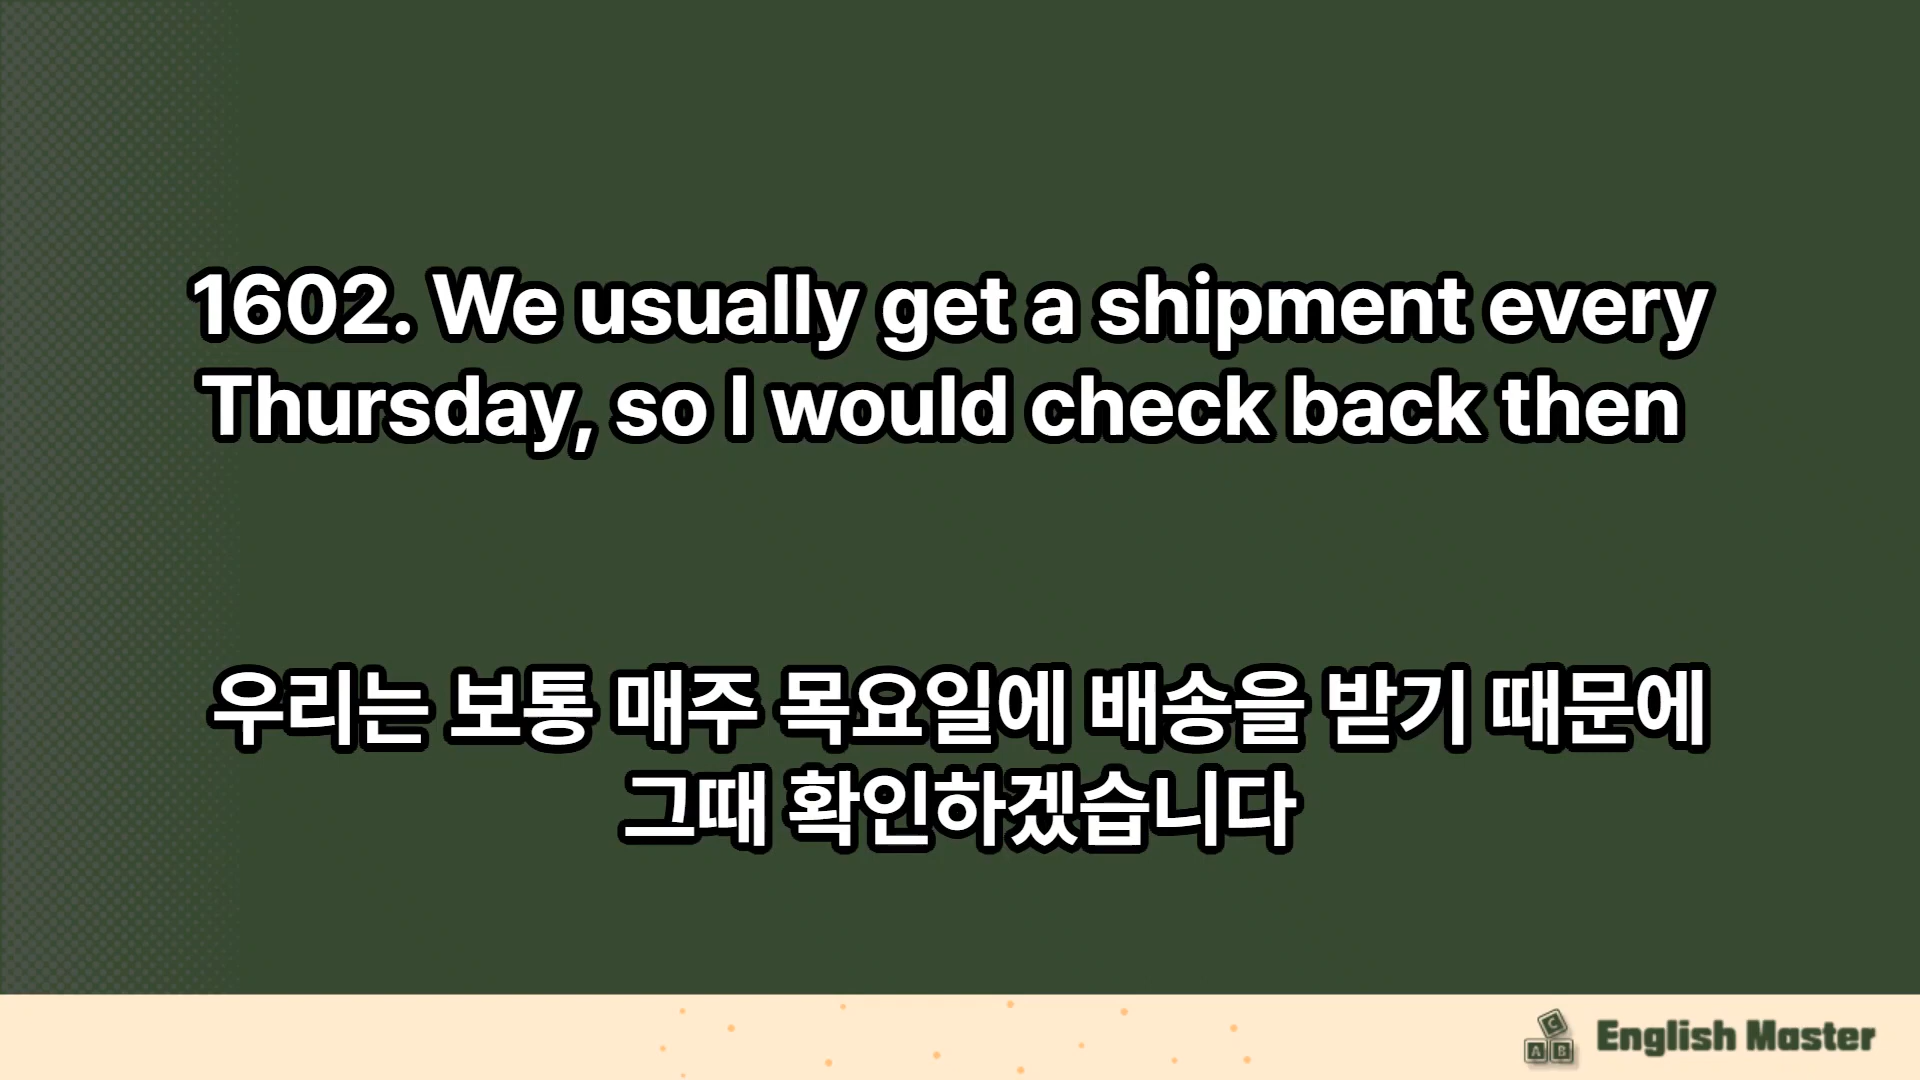 1602. We usually get a shipment every
Thursday, so I would check back then
우리는 보통 매주 목요일에 배송을 받기 때문에
그때 확인하겠습니다
C
A B
English Master